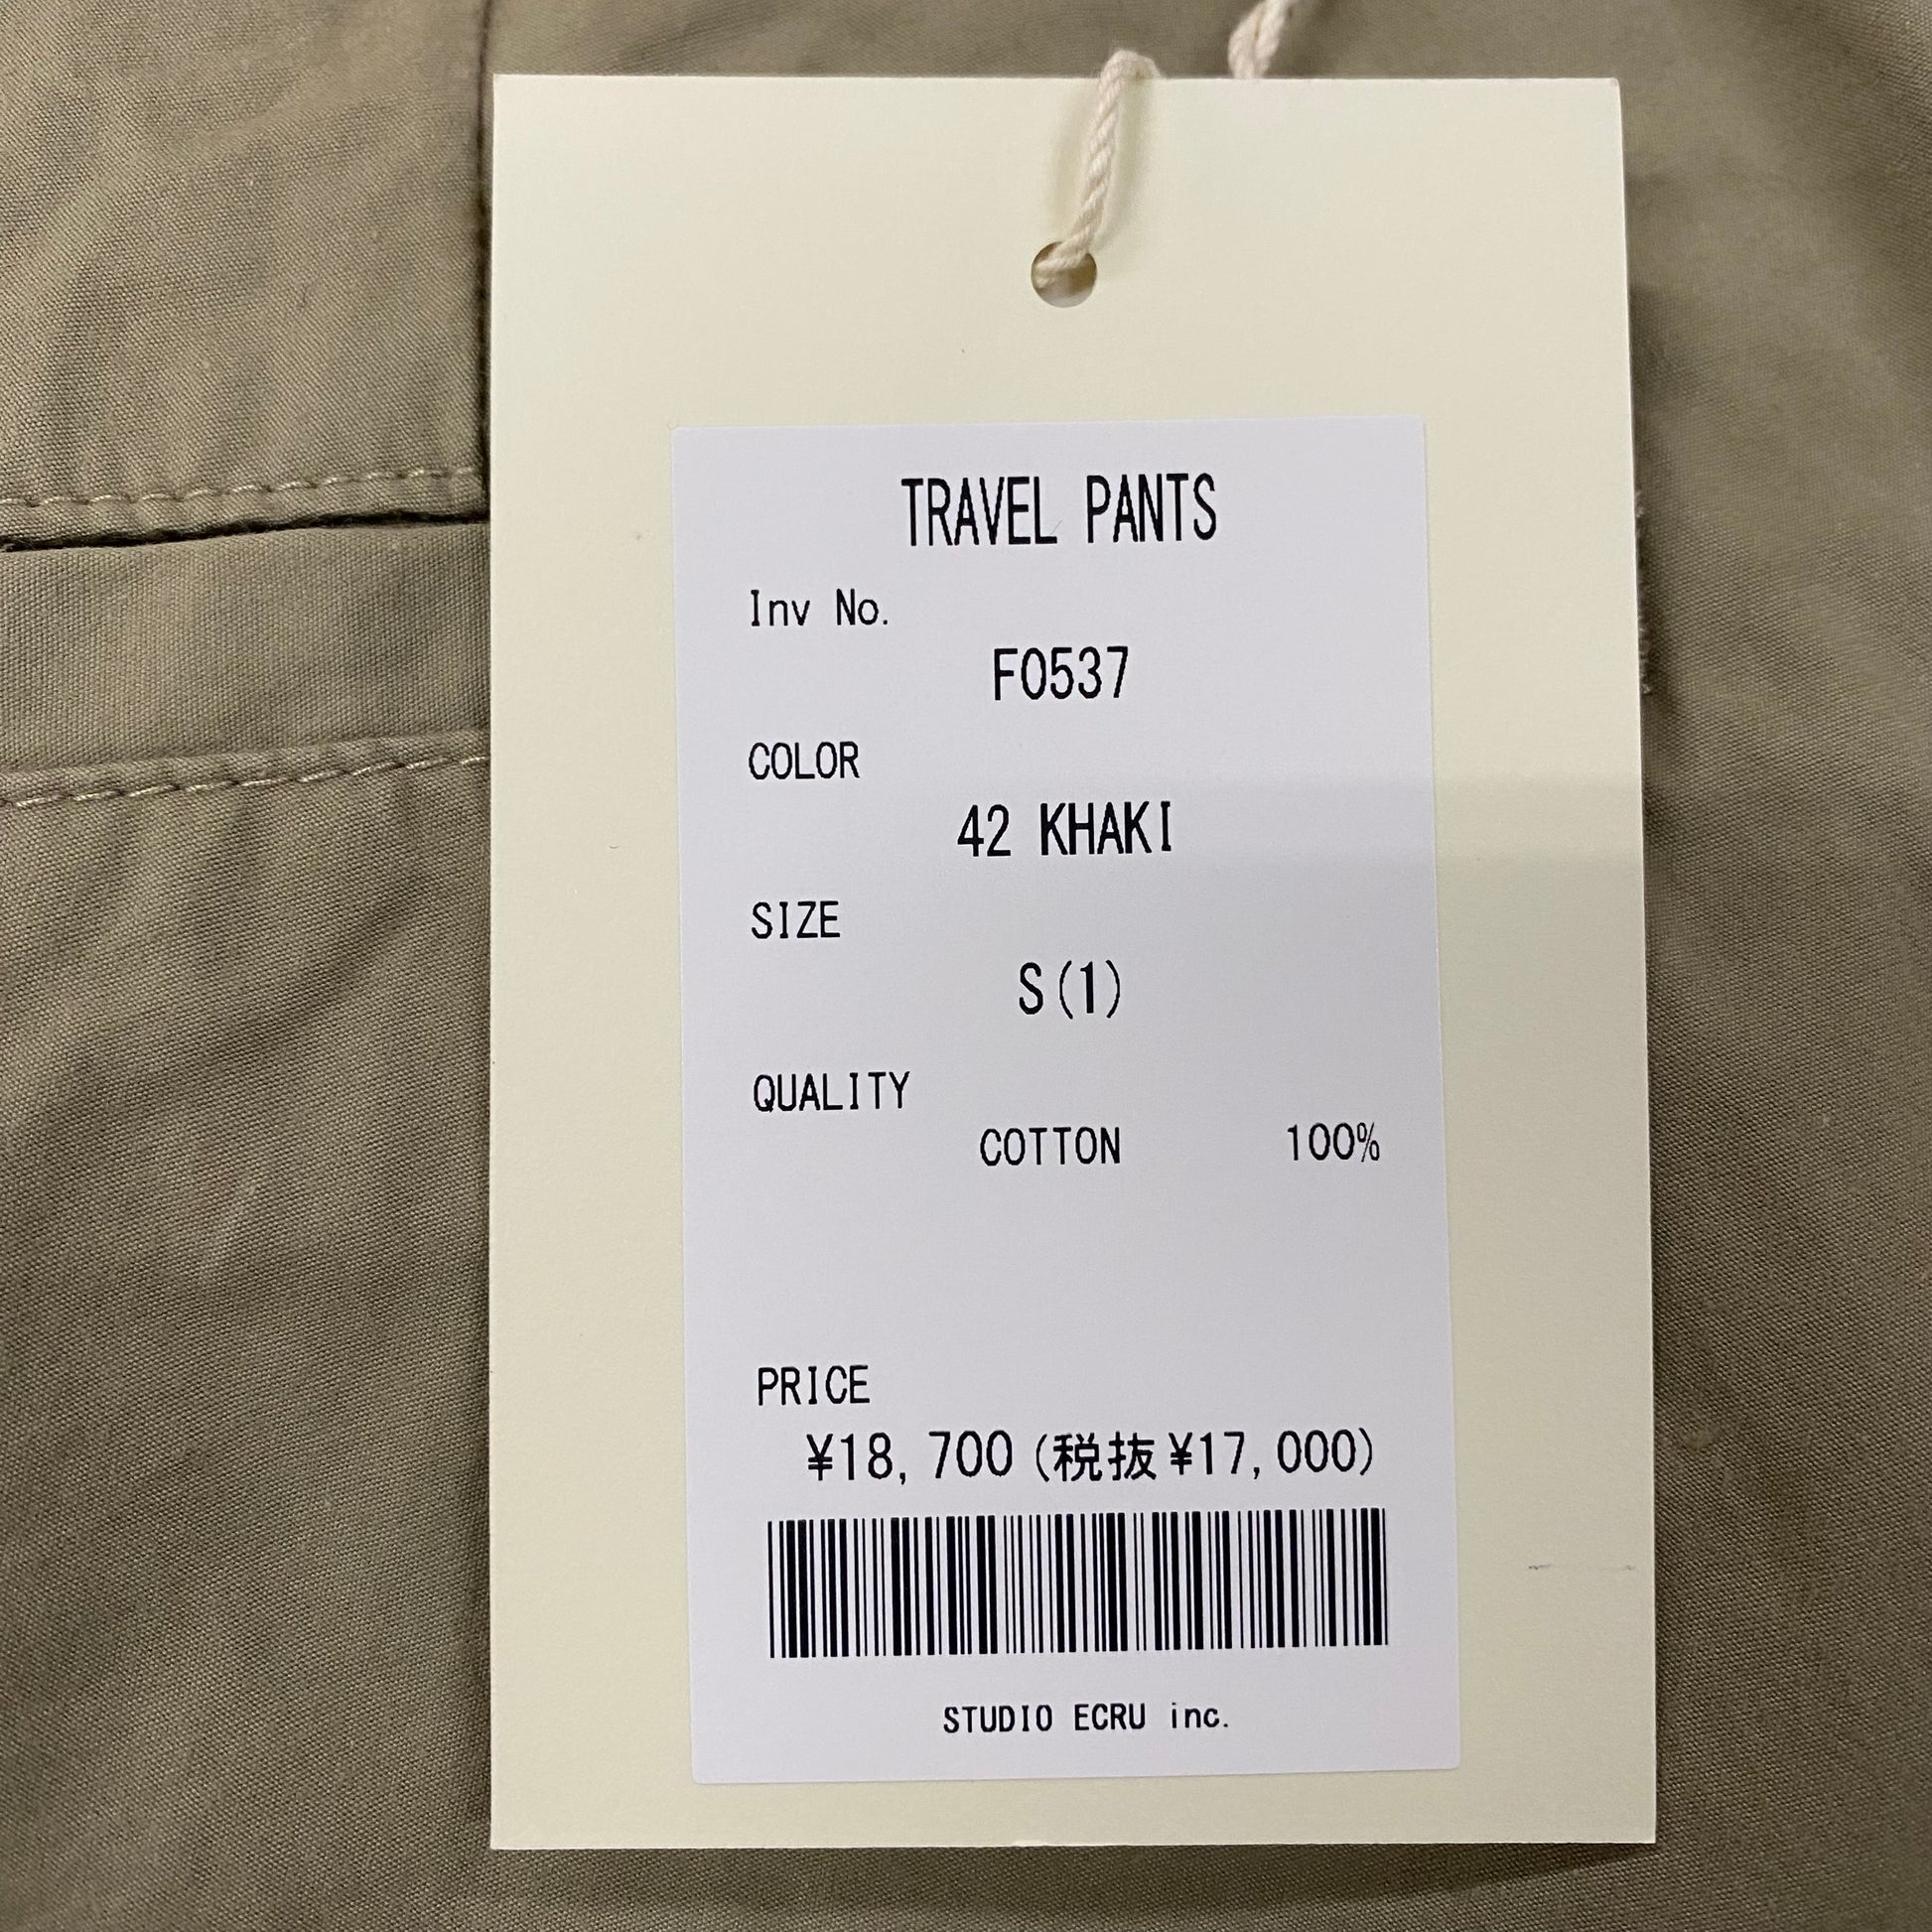 TRAVEL PANTS
Inv No.
F0537
COLOR
42 KHAKI
SIZE
S(1)
QUALITY
COTTON 100%
PRICE
¥18,700(税抜¥17,000)
STUDIO ECRU inc.